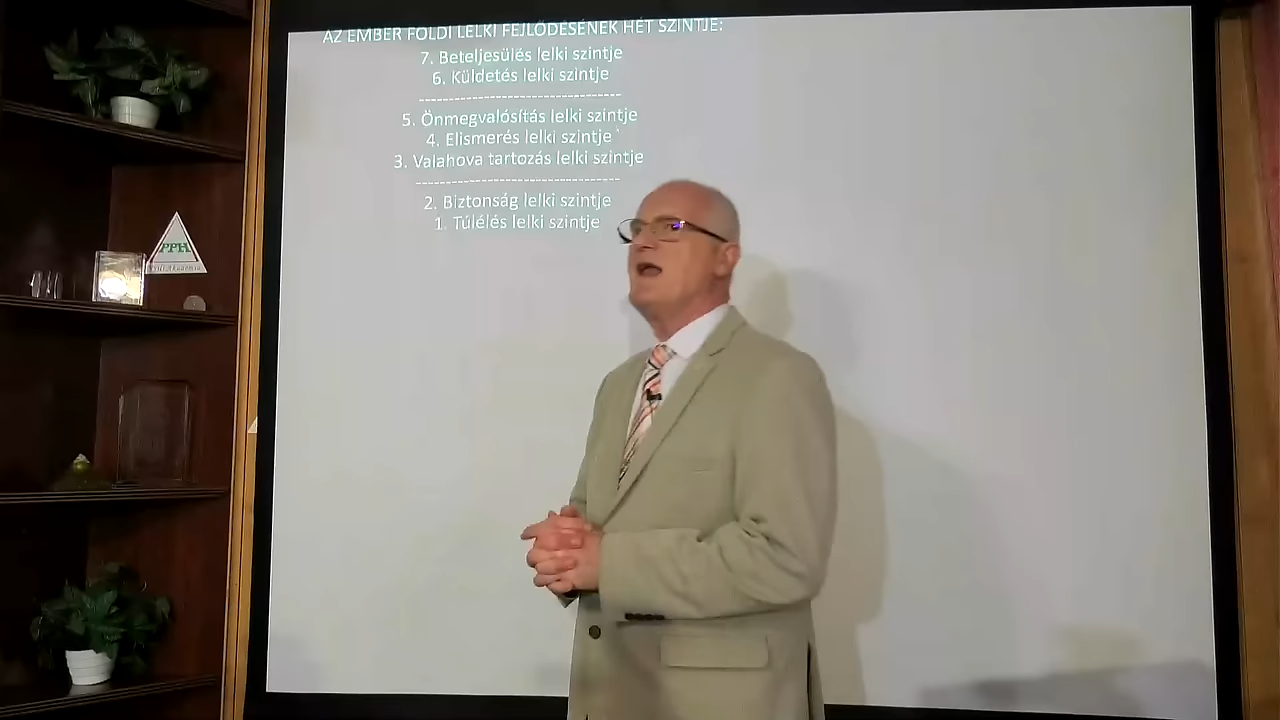 AZ EMBER FÖLDI LELKI FEJLŐDÉSÉNEK HÉT SZINTJE:
7. Beteljesülés lelki szintje
6. Küldetés lelki szintje
----------------------------------
5. Önmegvalósítás lelki szintje
4. Elismerés lelki szintje `
3. Valahova tartozás lelki szintje
----------------------------------
2. Biztonság lelki szintje
1. Túlélés lelki szintje
PPH